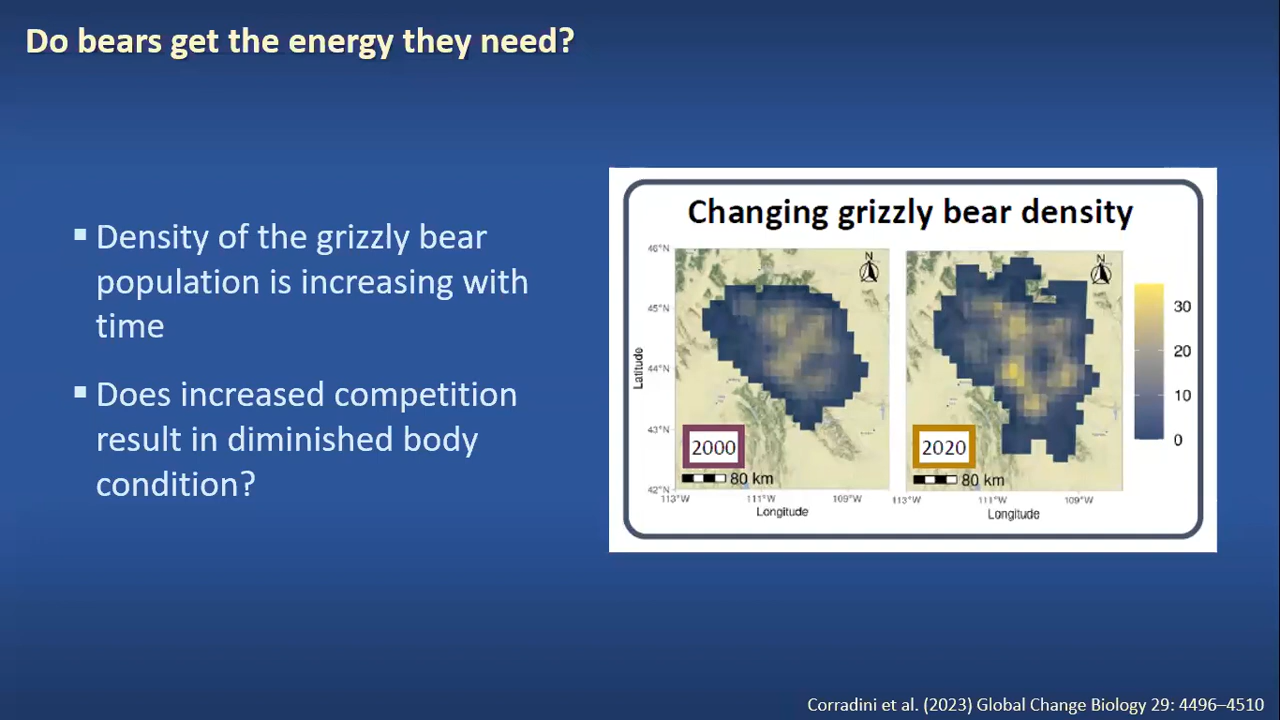 Do bears get the energy they need?
▪ Density of the grizzly bear
population is increasing with
time
▪ Does increased competition
result in diminished body
condition?
Changing grizzly bear density
46°N
45°N
44°N
43°N
42°N
Latitude
N
2000
80 km
113°W 111°W 109°W
Longitude
N
2020
80 km
113°W 111°W 109°W
Longitude
30
20
10
0
Corradini et al. (2023) Global Change Biology 29: 4496–4510